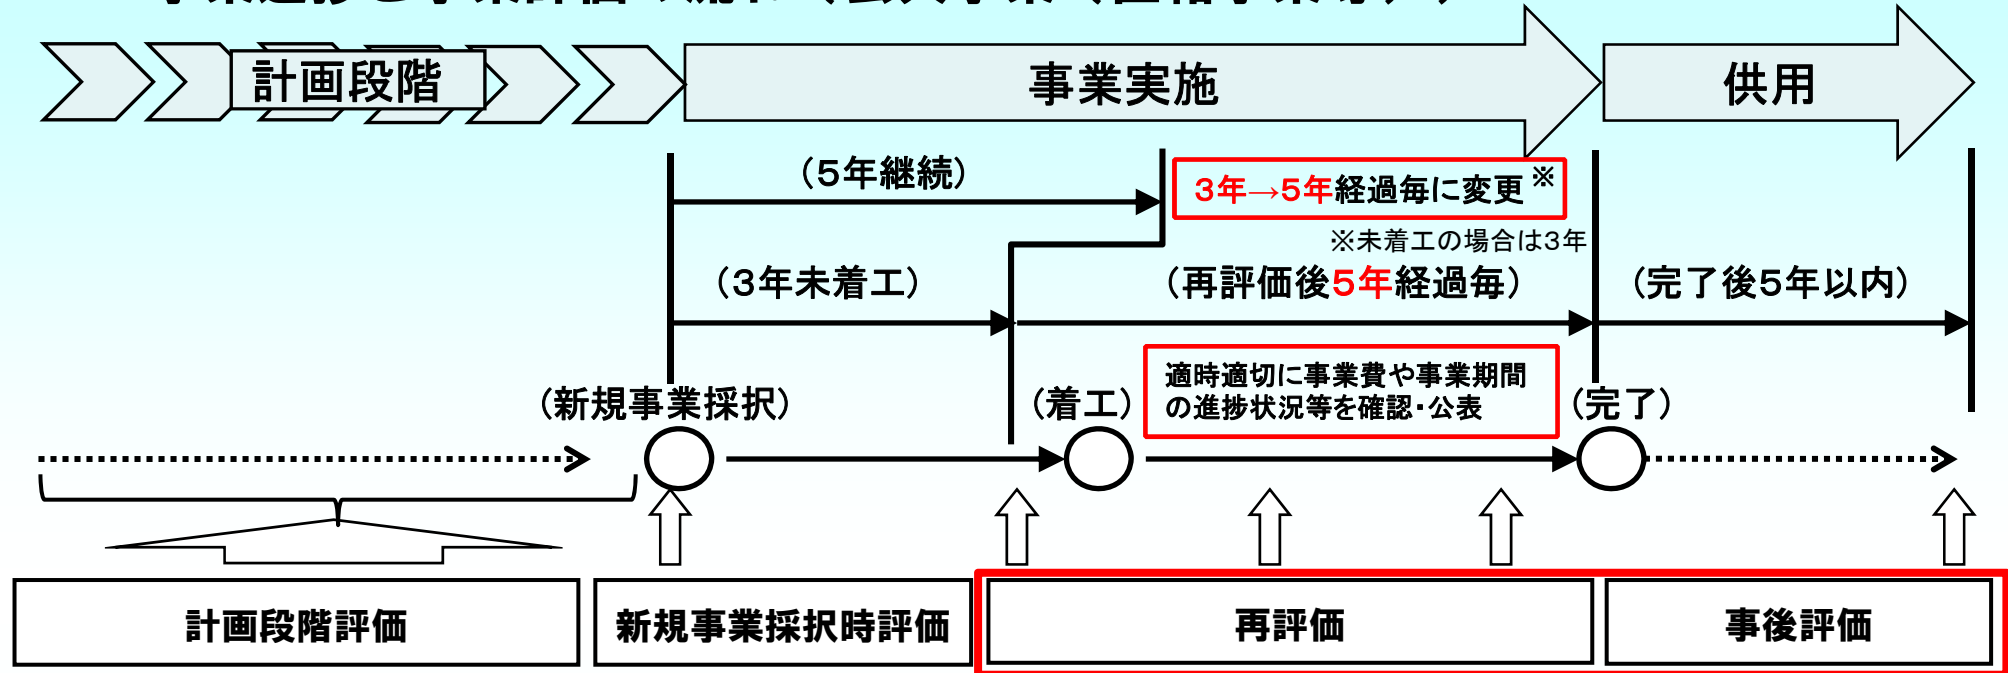 計画段階
事業実施
供用
（５年継続）
３年→５年経過毎に変更※
※未着工の場合は３年
（３年未着工）
（再評価後５年経過毎）
（完了後５年以内）
適時適切に事業費や事業期間
の進捗状況等を確認・公表
（新規事業採択）
（着工）
（完了）
計画段階評価
新規事業採択時評価
再評価
事後評価